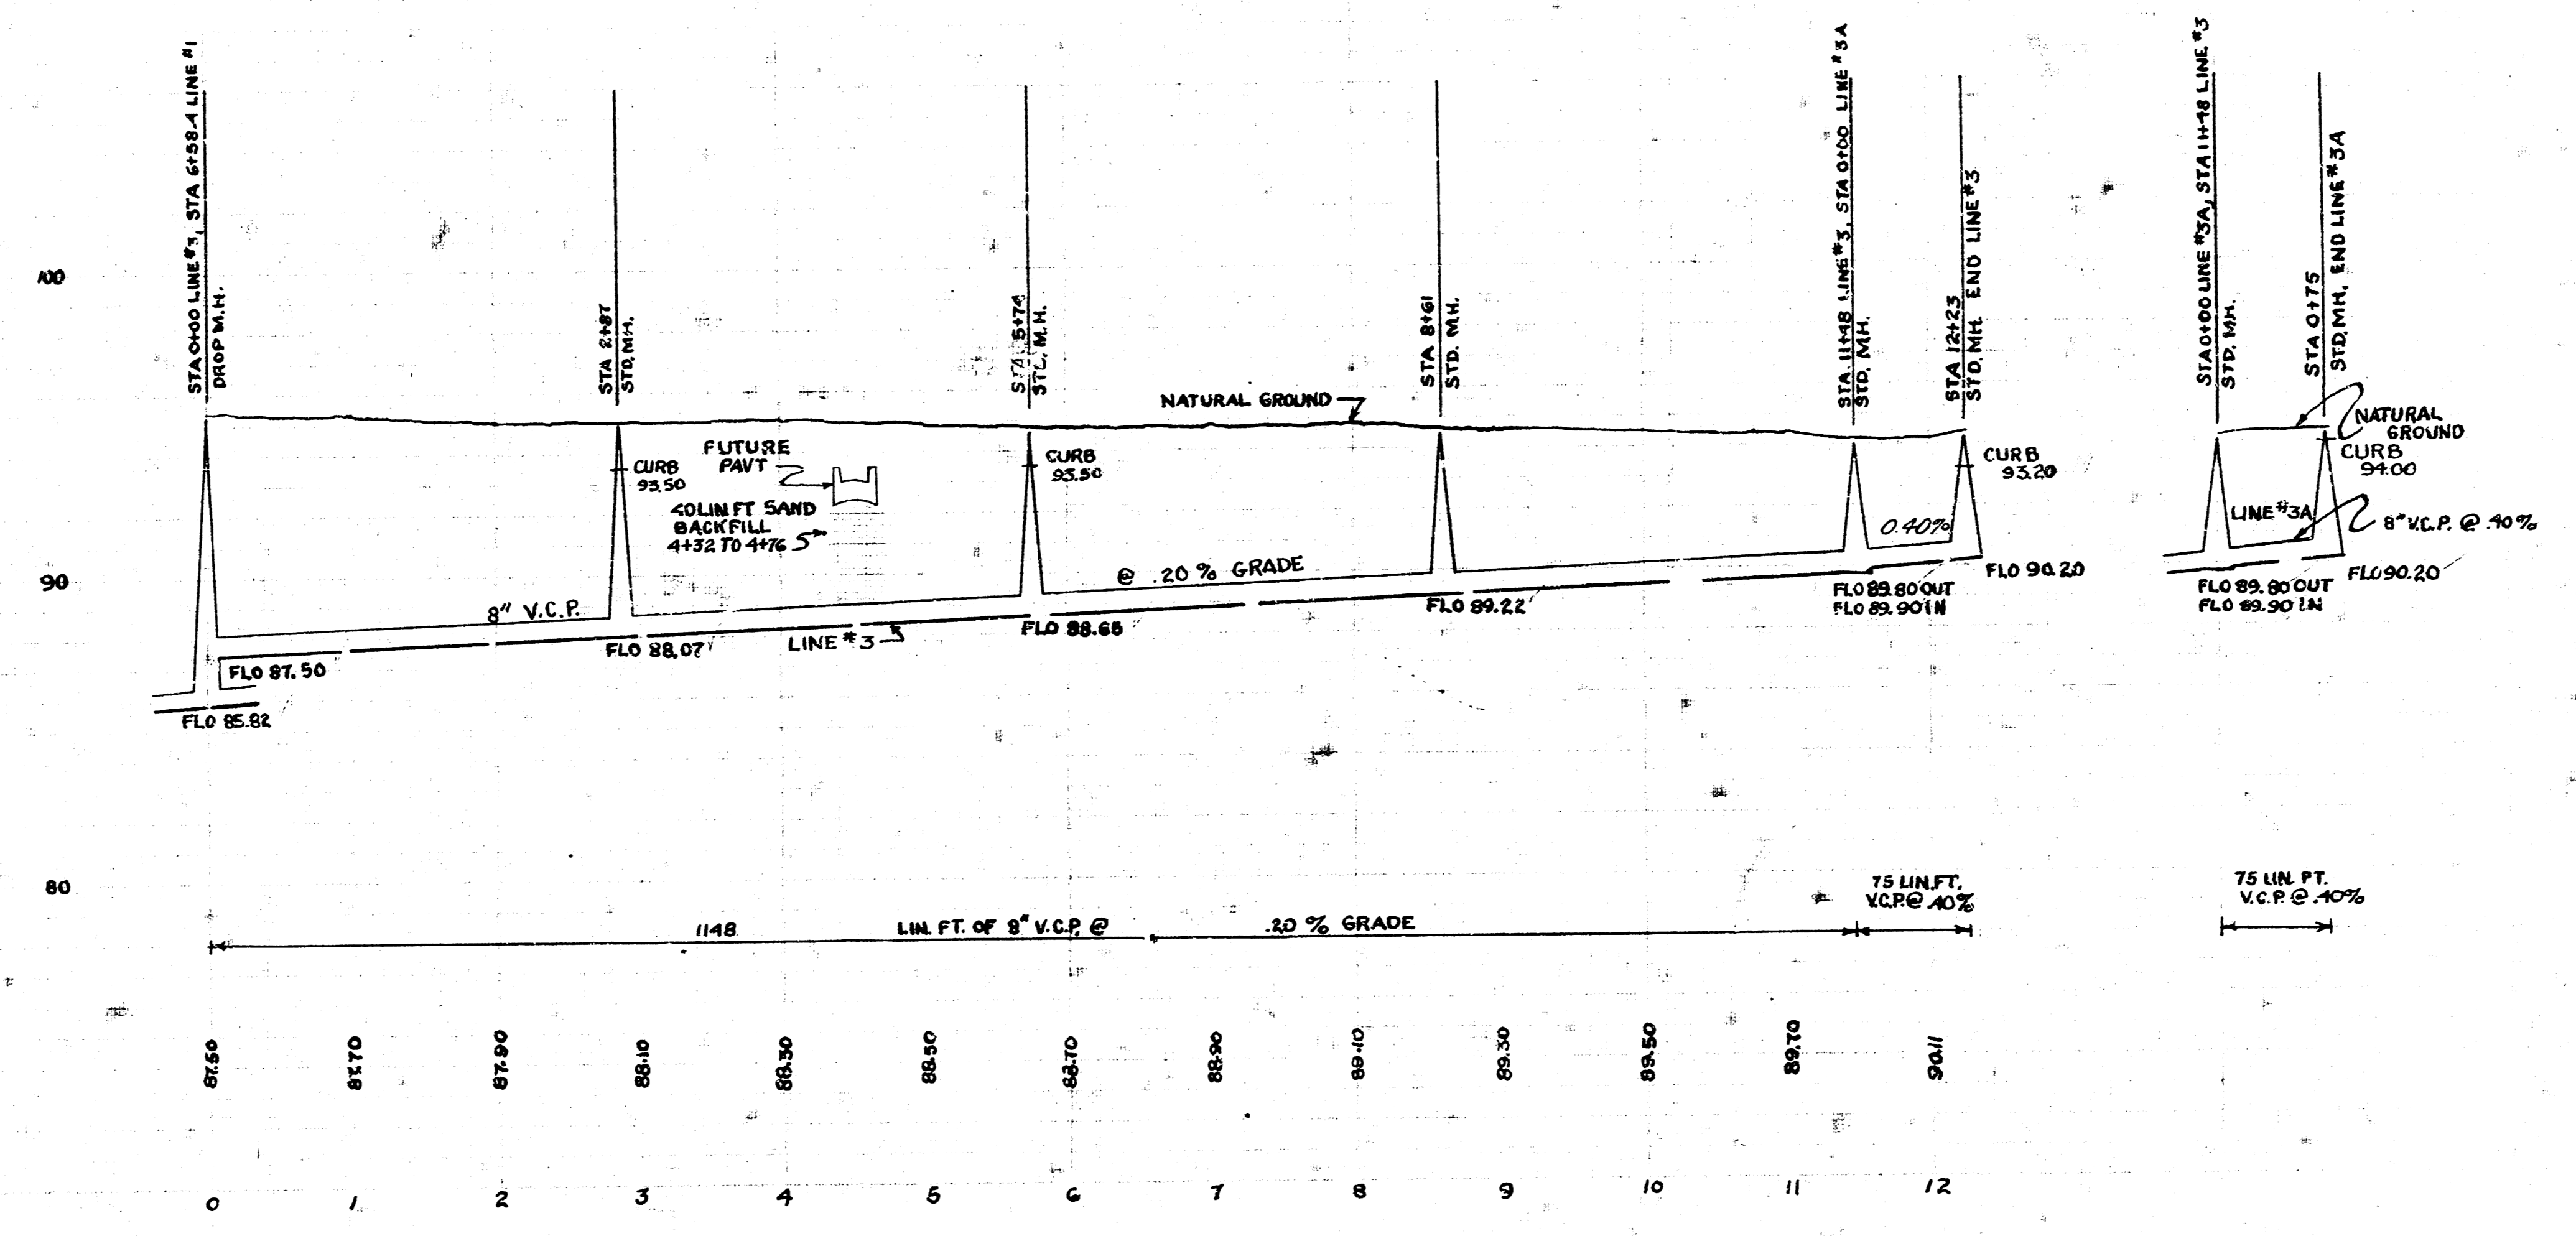 STA 0+00 LINE #3, STA 6+58.4 LINE #1
DROP M.H.
STA 2+87
STD. M.H.
STA 5+74
STD. M.H.
STA 8+61
STD. M.H.
STA. 11+48 LINE #3, STA 0+00 LINE #3A
STD. M.H.
STA 12+23
STD. MH. END LINE #3
STA 0+00 LINE #3A, STA 11+48 LINE #3
STD. M.H.
STA 0+75
STD. MH, END LINE #3A
100
90
80
NATURAL GROUND
NATURAL
GROUND
FUTURE
PAVT
CURB
93.50
CURB
93.50
CURB
93.20
CURB
94.00
40 LIN FT SAND
BACKFILL
4+32 TO 4+76
0.40%
LINE #3A
8" V.C.P. @ .40%
@ .20% GRADE
8" V.C.P.
LINE #3
FLO 87.50
FLO 85.82
FLO 88.07
FLO 88.65
FLO 89.22
FLO 89.80 OUT
FLO 89.90 IN
FLO 90.20
FLO 89.80 OUT
FLO 89.90 IN
FLO 90.20
1148 LIN. FT. OF 8" V.C.P. @ .20 % GRADE
75 LIN. FT.
V.C.P. @ .40%
75 LIN. FT.
V.C.P. @ .40%
87.50 87.70 87.90 88.10 88.30 88.50 88.70 88.90 89.10 89.30 89.50 89.70 90.11
0 1 2 3 4 5 6 7 8 9 10 11 12